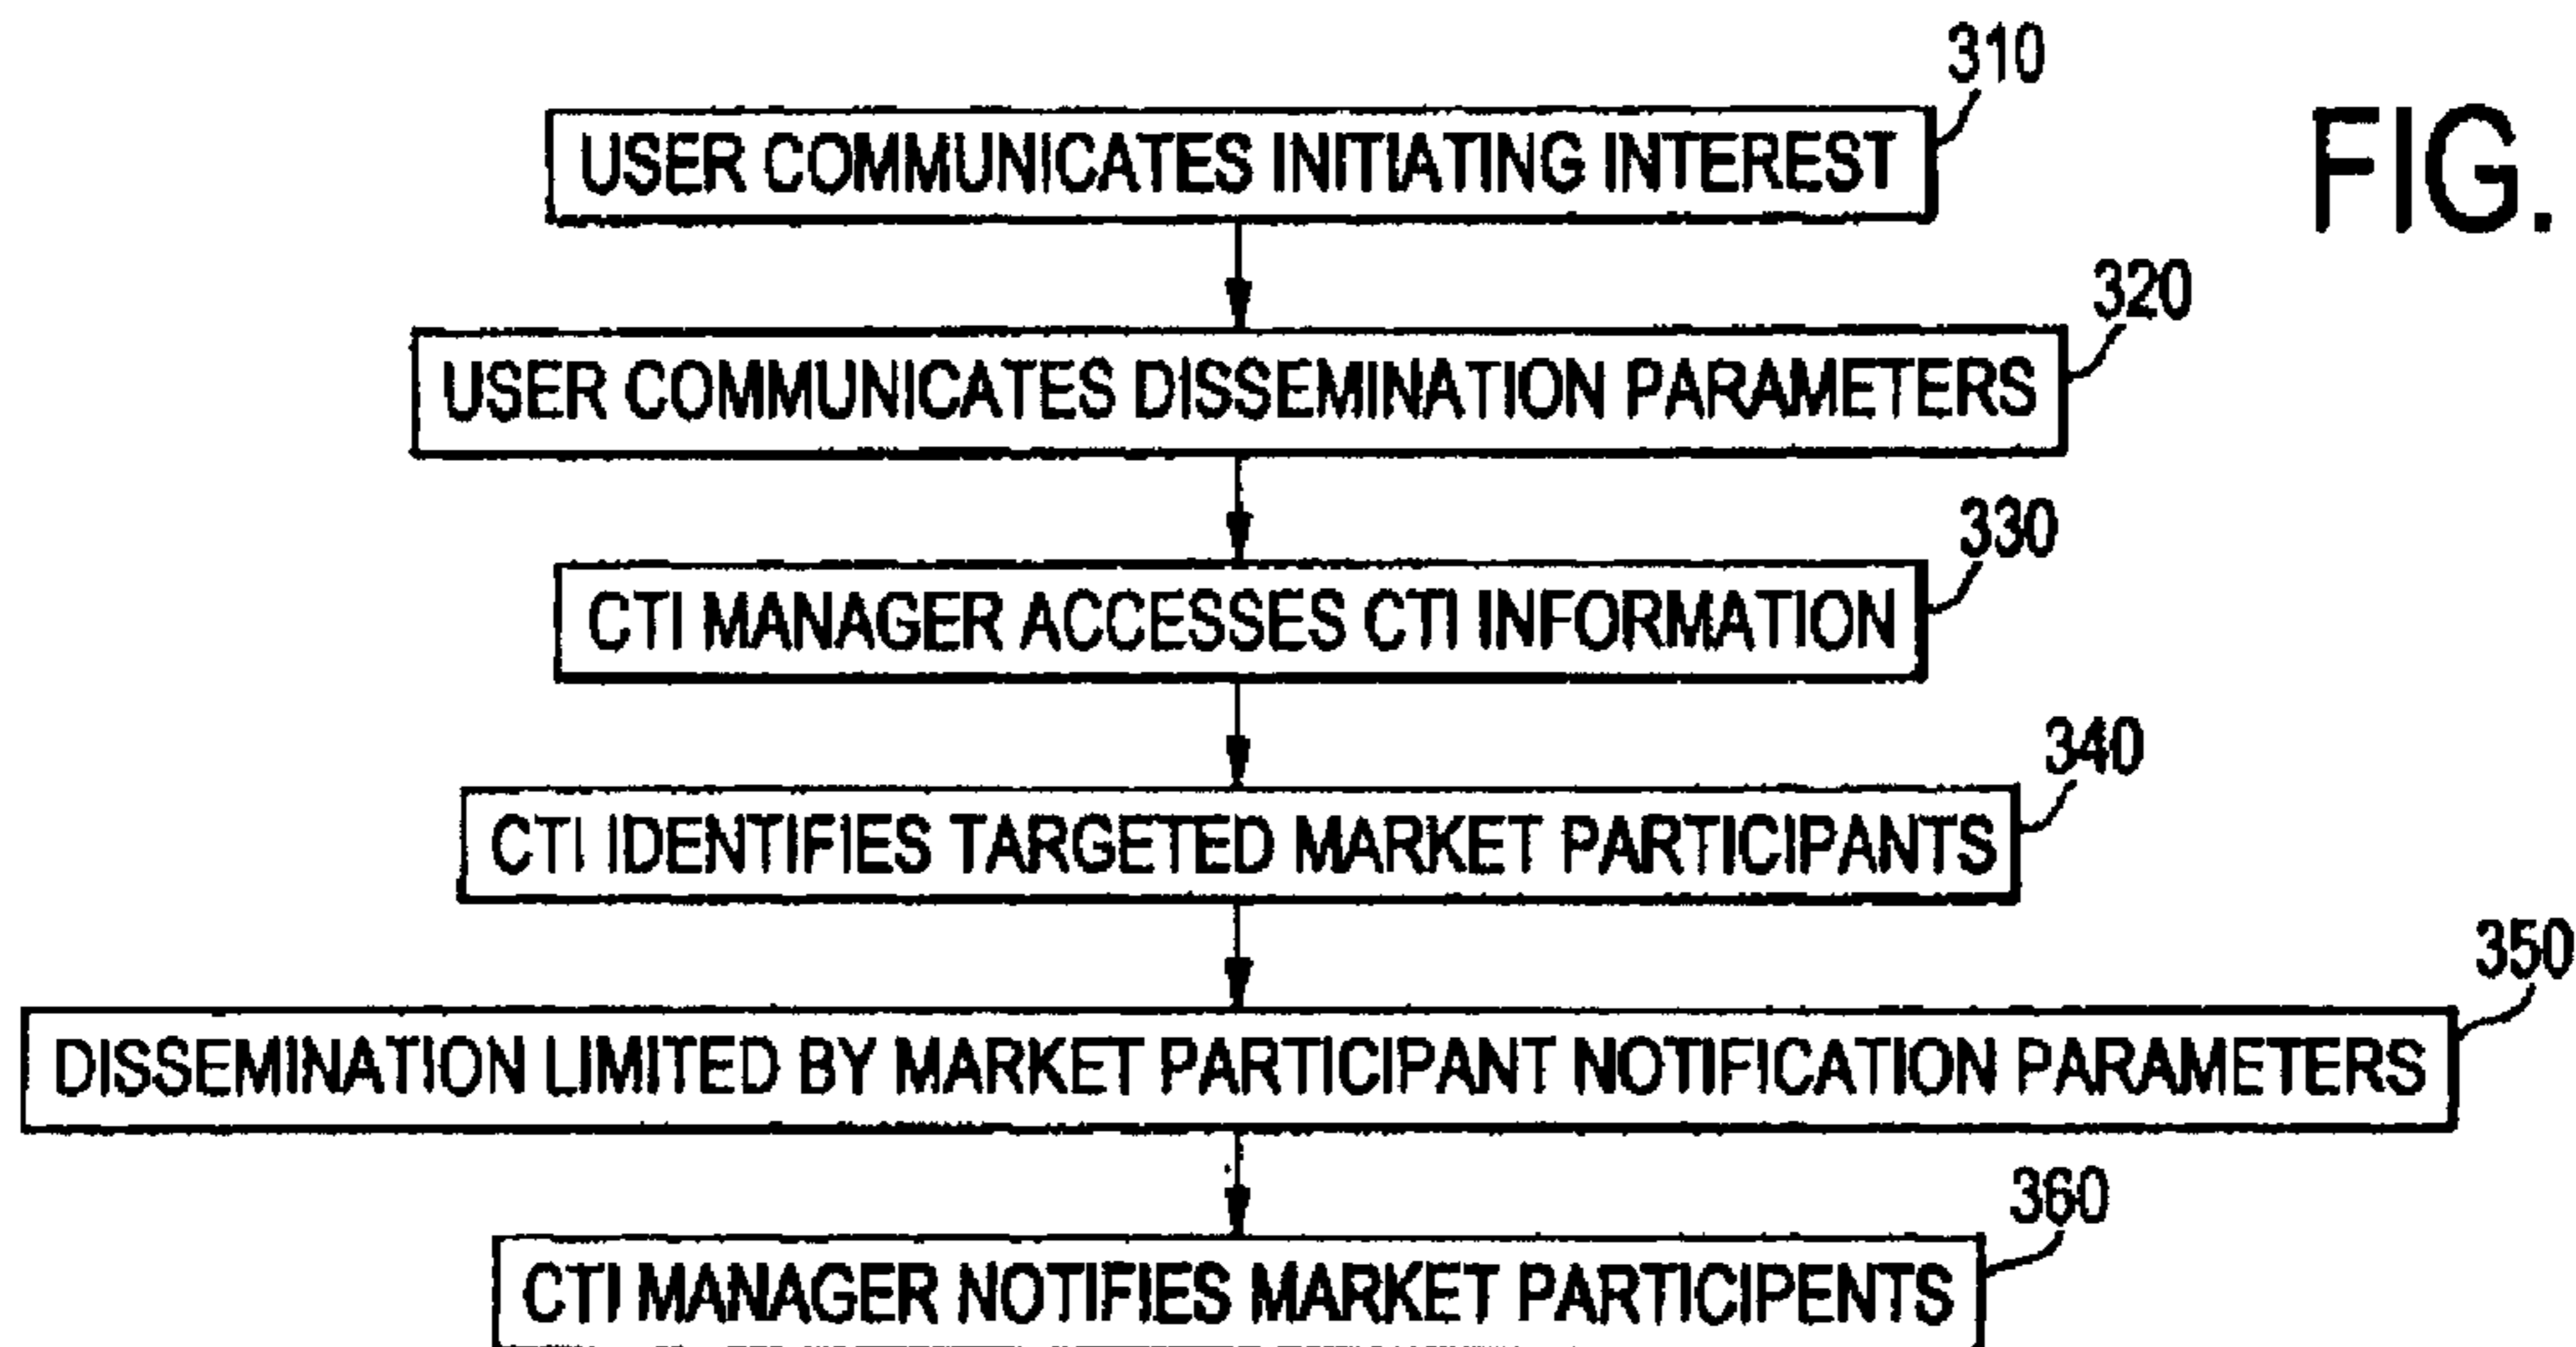 310
USER COMMUNICATES INITIATING INTEREST
FIG.
320
USER COMMUNICATES DISSEMINATION PARAMETERS
330
CTI MANAGER ACCESSES CTI INFORMATION
340
CTI IDENTIFIES TARGETED MARKET PARTICIPANTS
350
DISSEMINATION LIMITED BY MARKET PARTICIPANT NOTIFICATION PARAMETERS
360
CTI MANAGER NOTIFIES MARKET PARTICIPENTS